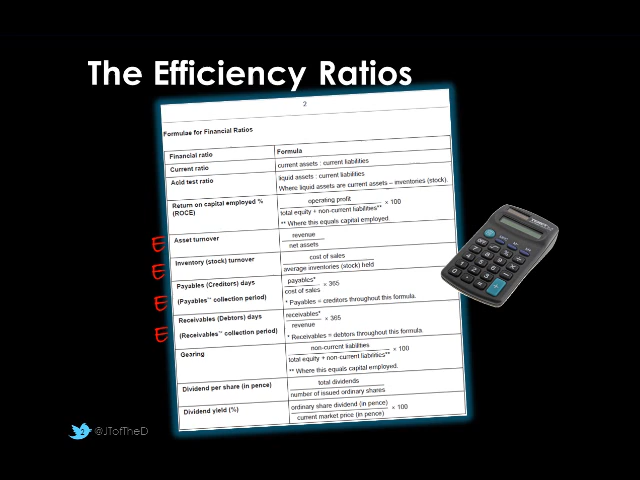 The Efficiency Ratios
2
Formulae for Financial Ratios
Financial ratio Formula
Current ratio current assets : current liabilities
Acid test ratio liquid assets : current liabilities
Where liquid assets are current assets – inventories (stock).
Return on capital employed %
(ROCE)
operating profit
total equity + non-current liabilities** × 100
** Where this equals capital employed.
E Asset turnover
revenue
net assets
E Inventory (stock) turnover
cost of sales
average inventories (stock) held
Payables (Creditors) days
E (Payables™ collection period)
payables* × 365
cost of sales
* Payables = creditors throughout this formula.
Receivables (Debtors) days
E (Receivables™ collection period)
receivables* × 365
revenue
* Receivables = debtors throughout this formula.
Gearing
non-current liabilities
total equity + non-current liabilities** × 100
** Where this equals capital employed.
Dividend per share (in pence)
total dividends
number of issued ordinary shares
Dividend yield (%)
ordinary share dividend (in pence) × 100
current market price (in pence)
@JTofTheD